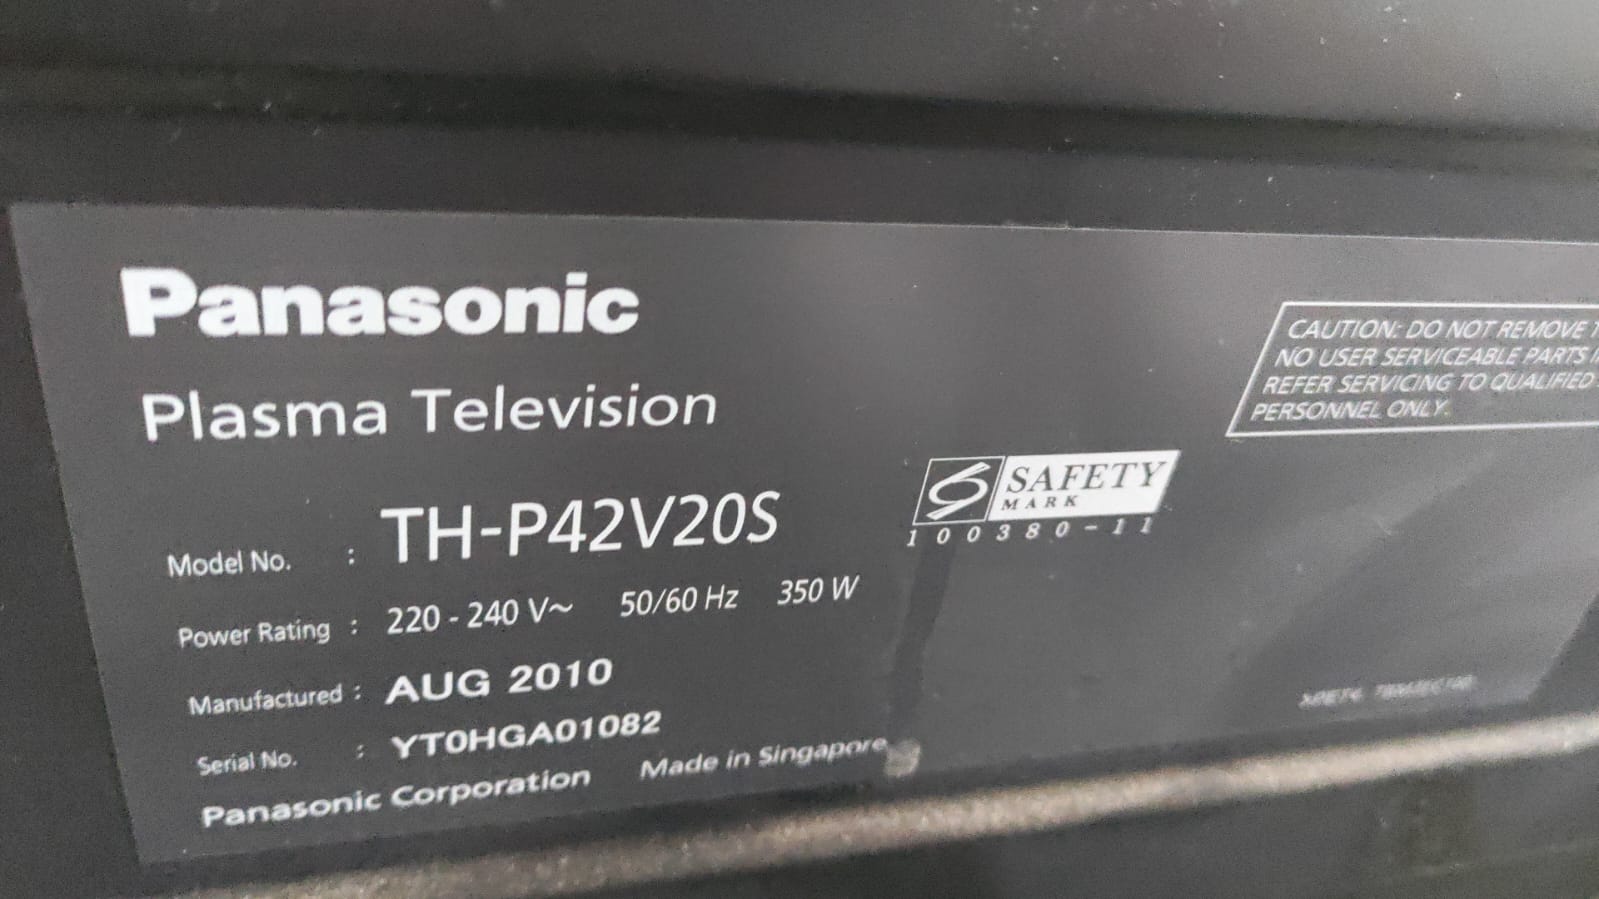 Panasonic
Plasma Television
Model No. : TH-P42V20S
Power Rating : 220 - 240 V~ 50/60 Hz 350 W
Manufactured : AUG 2010
Serial No. : YT0HGA01082
Panasonic Corporation Made in Singapore
SAFETY
MARK
100380-11
CAUTION: DO NOT REMOVE
NO USER SERVICEABLE PARTS
REFER SERVICING TO QUALIFIED
PERSONNEL ONLY.